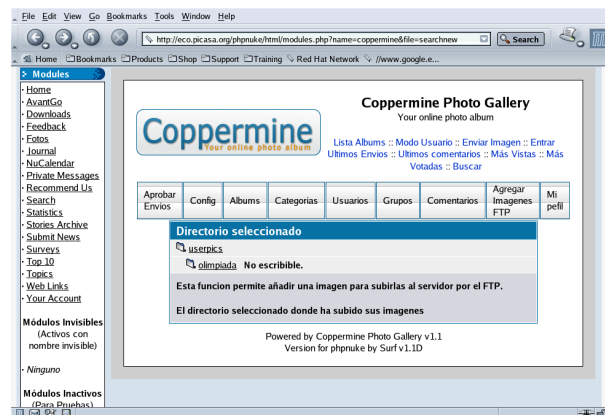 File Edit View Go Bookmarks Tools Window Help
http://eco.picasa.org/phpnuke/html/modules.php?name=coppermine&file=searchnew
Search
Home Bookmarks Products Shop Support Training Red Hat Network //www.google.e...
Modules
· Home
· AvantGo
· Downloads
· Feedback
· Fotos
· Journal
· NuCalendar
· Private Messages
· Recommend Us
· Search
· Statistics
· Stories Archive
· Submit News
· Surveys
· Top 10
· Topics
· Web Links
· Your Account
Módulos Invisibles
(Activos con
nombre invisible)
· Ninguno
Módulos Inactivos
(Para Pruebas)
Coppermine
Your online photo album
Coppermine Photo Gallery
Your online photo album
Lista Albums :: Modo Usuario :: Enviar Imagen :: Entrar
Ultimos Envios :: Ultimos comentarios :: Más Vistas :: Más
Votadas :: Buscar
Aprobar Envios Config Albums Categorias Usuarios Grupos Comentarios Agregar Imagenes FTP Mi pefil
Directorio seleccionado
userpics
olimpiada No escribible.
Esta funcion permite añadir una imagen para subirlas al servidor por el FTP.
El directorio seleccionado donde ha subido sus imagenes
Powered by Coppermine Photo Gallery v1.1
Version for phpnuke by Surf v1.1D